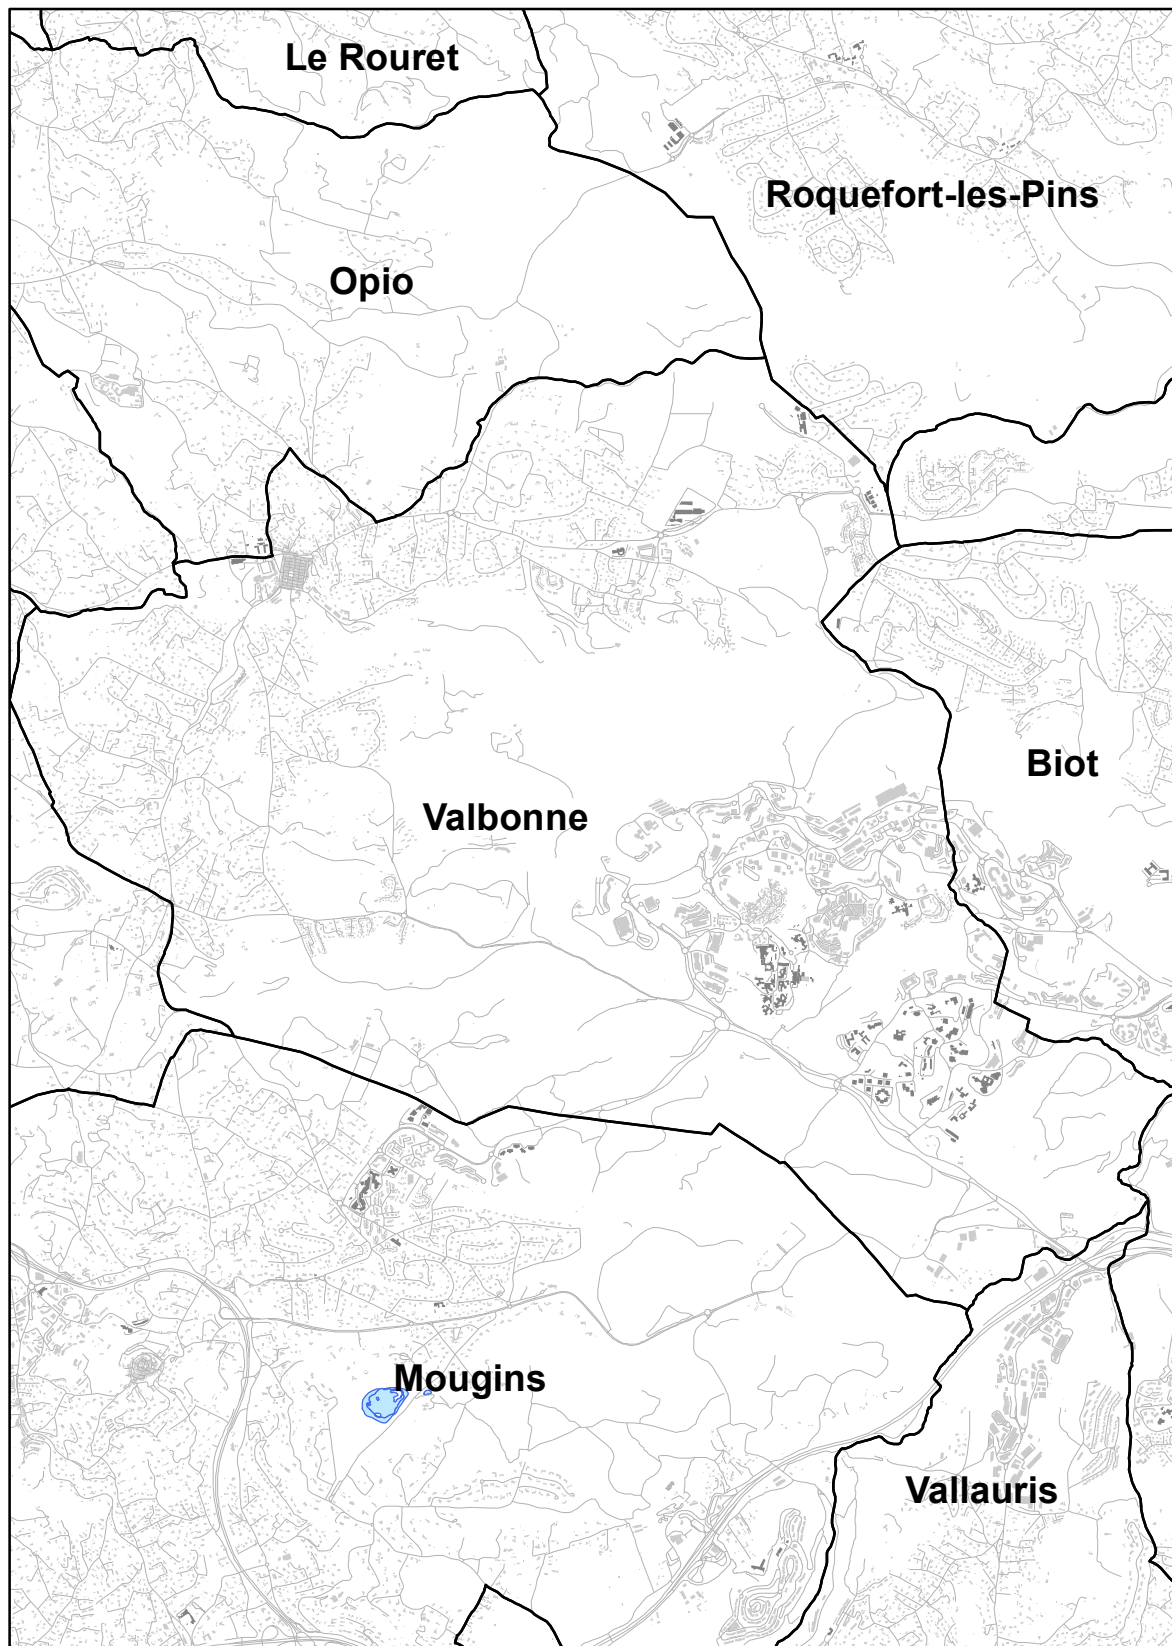 Le Rouret
Roquefort-les-Pins
Opio
Biot
Valbonne
Mougins
Vallauris